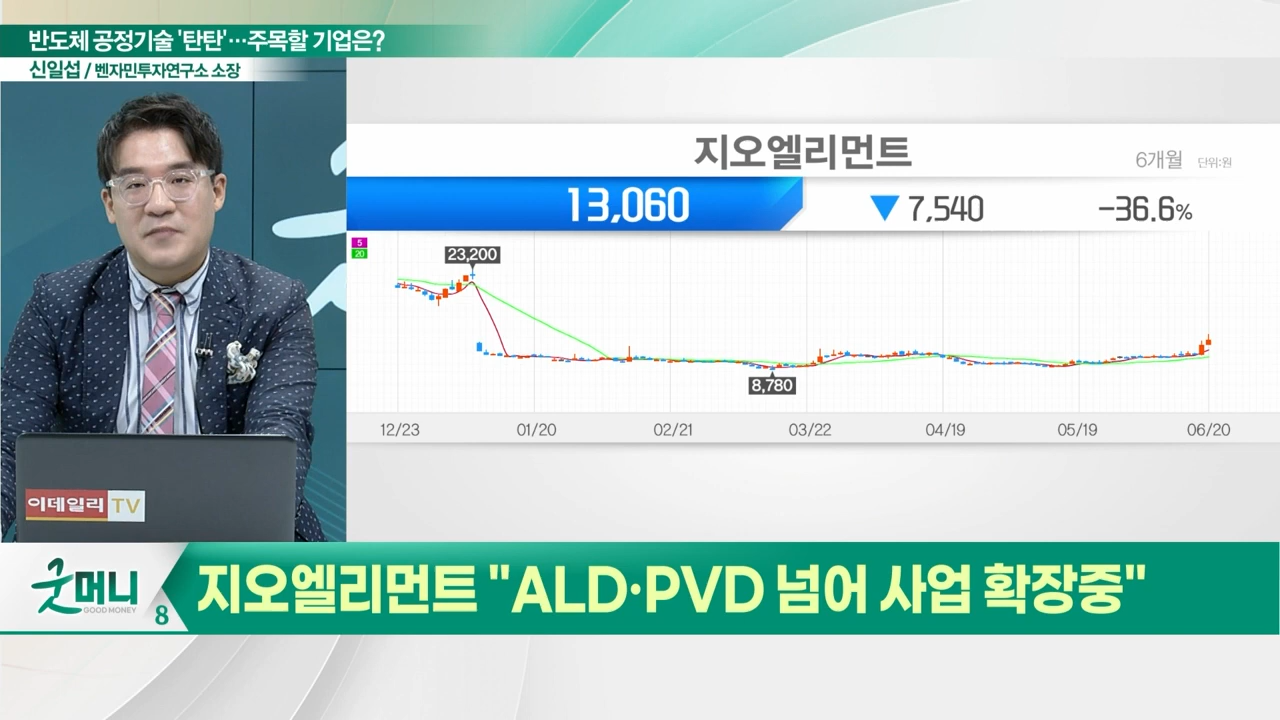 반도체 공정기술 '탄탄'…주목할 기업은?
신일섭 / 벤자민투자연구소 소장
지오엘리먼트
6개월 단위:원
13,060 ▼ 7,540 -36.6%
5
20
23,200
8,780
12/23 01/20 02/21 03/22 04/19 05/19 06/20
이데일리 TV
굿머니
GOOD MONEY
8
지오엘리먼트 "ALD·PVD 넘어 사업 확장중"